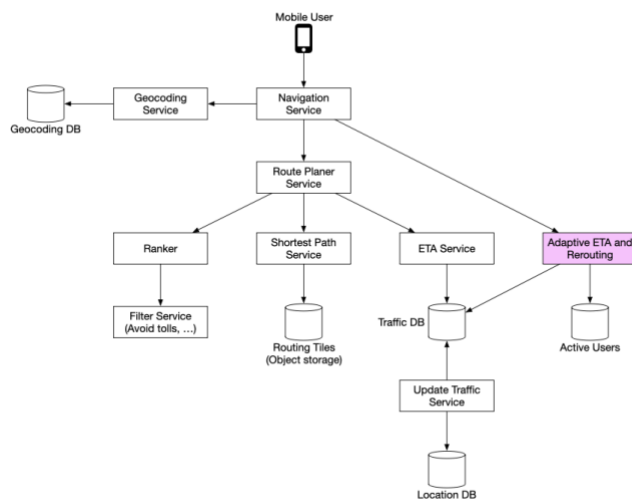 Mobile User
Geocoding
Service
Navigation
Service
Geocoding DB
Route Planer
Service
Ranker
Shortest Path
Service
ETA Service
Adaptive ETA and
Rerouting
Filter Service
(Avoid tolls, ...)
Routing Tiles
(Object storage)
Traffic DB
Active Users
Update Traffic
Service
Location DB